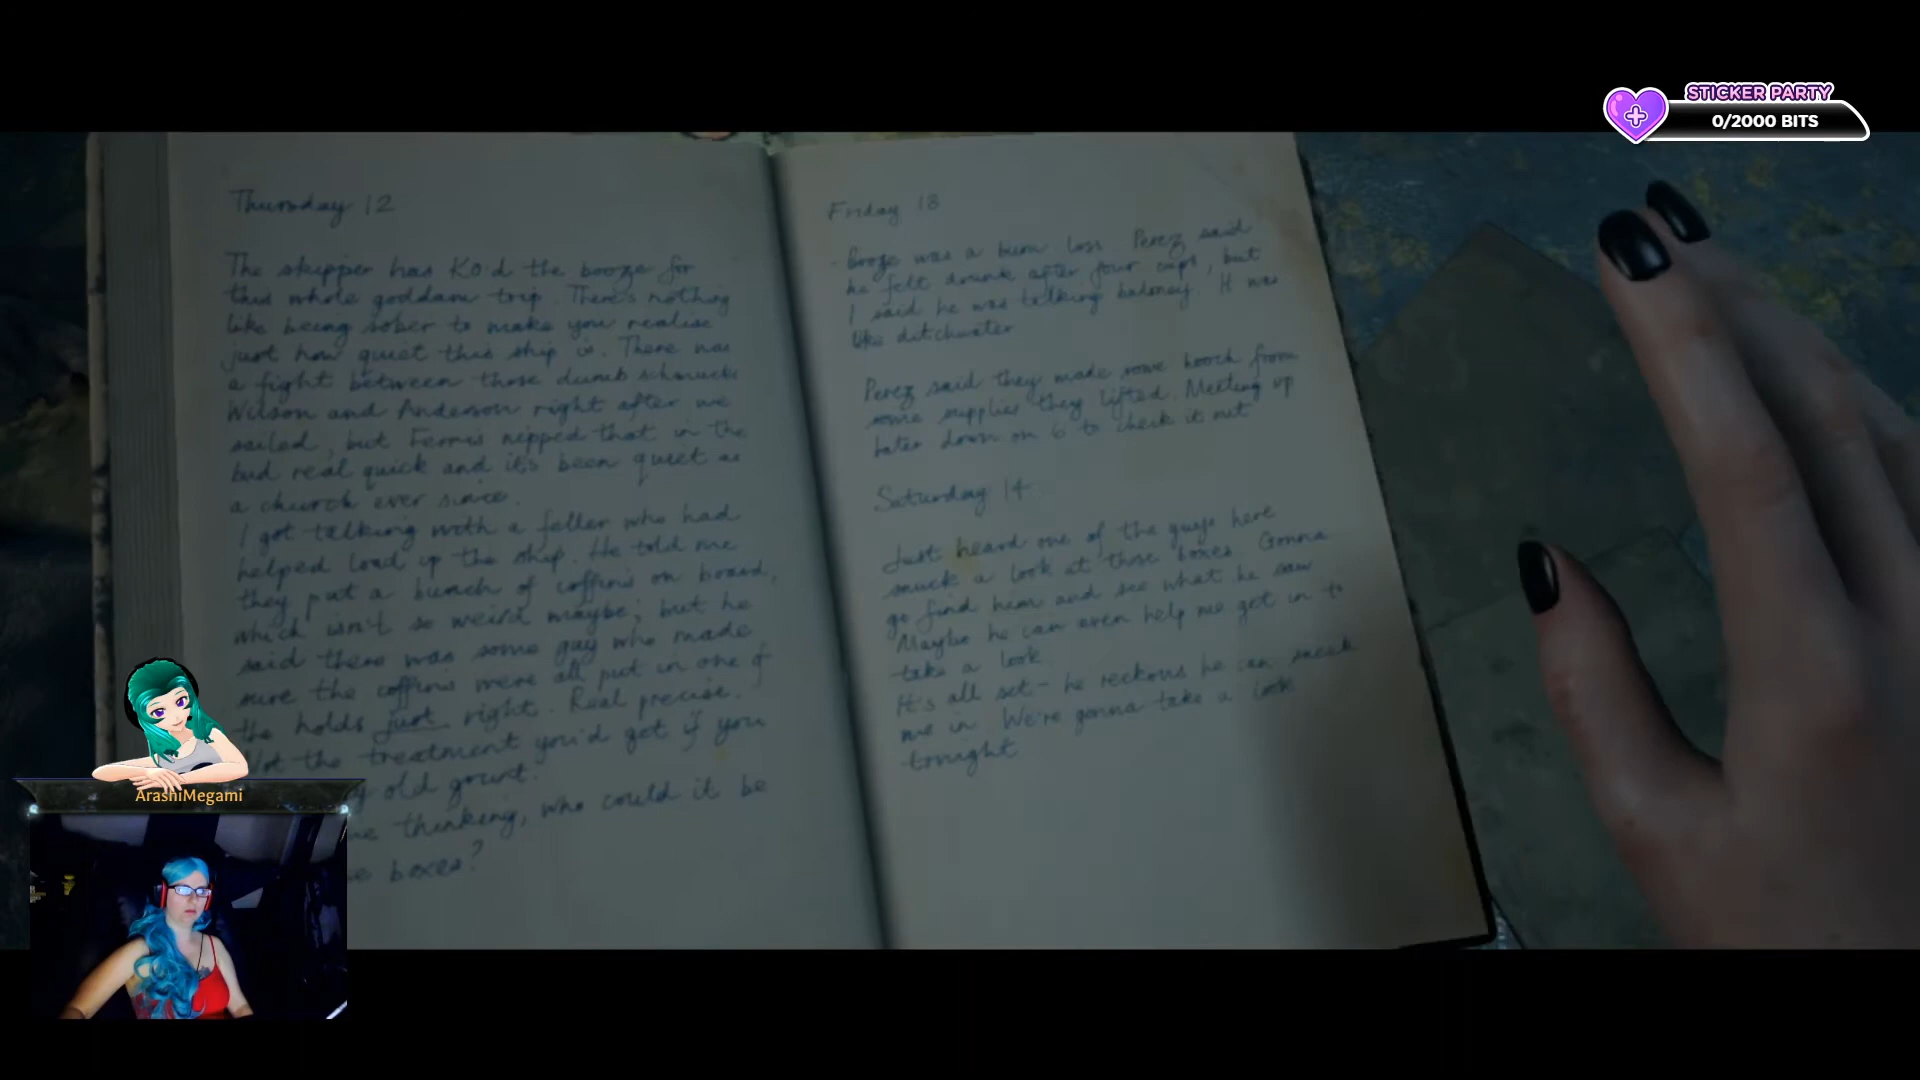 STICKER PARTY
0/2000 BITS
Thursday 12
The skipper has KO'd the booze for
this whole goddam trip. There's nothing
like being sober to make you realise
just how quiet this ship is. There was
a fight between those dumb schmucks
Wilson and Anderson right after we
sailed, but Ferris nipped that in the
bud real quick and it's been quiet as
a church ever since.
I got talking with a feller who had
helped load up the ship. He told me
they put a bunch of coffins on board,
which isn't so weird maybe, but he
said there was some guy who made
sure the coffins were all put in one of
the holds just right. Real precise.
Not the treatment you'd get if you
old grunt.
thinking, who could it be
boxes?
Friday 13
Booze was a bum loss. Perez said
he felt drunk after four cups, but
I said he was talking baloney. It was
like ditchwater
Perez said they made some hooch from
some supplies they lifted. Meeting up
later down on 6 to check it out
Saturday 14
Just heard one of the guys here
snuck a look at those boxes. Gonna
go find him and see what he saw
Maybe he can even help me get in to
take a look.
It's all set - he reckons he can sneak
me in. We're gonna take a look
tonight
ArashiMegami